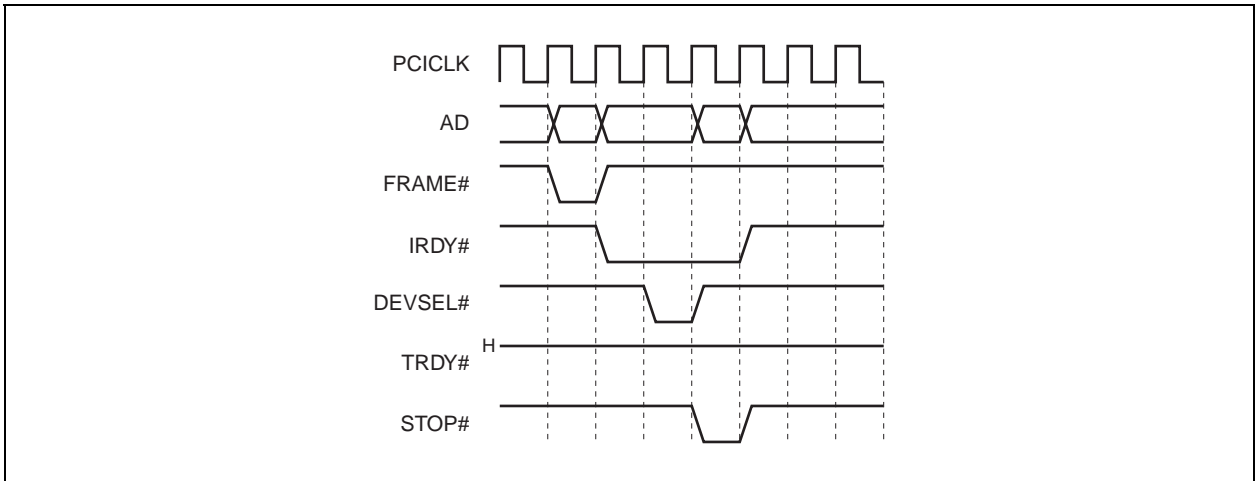 PCICLK
AD
FRAME#
IRDY#
DEVSEL#
H
TRDY#
STOP#